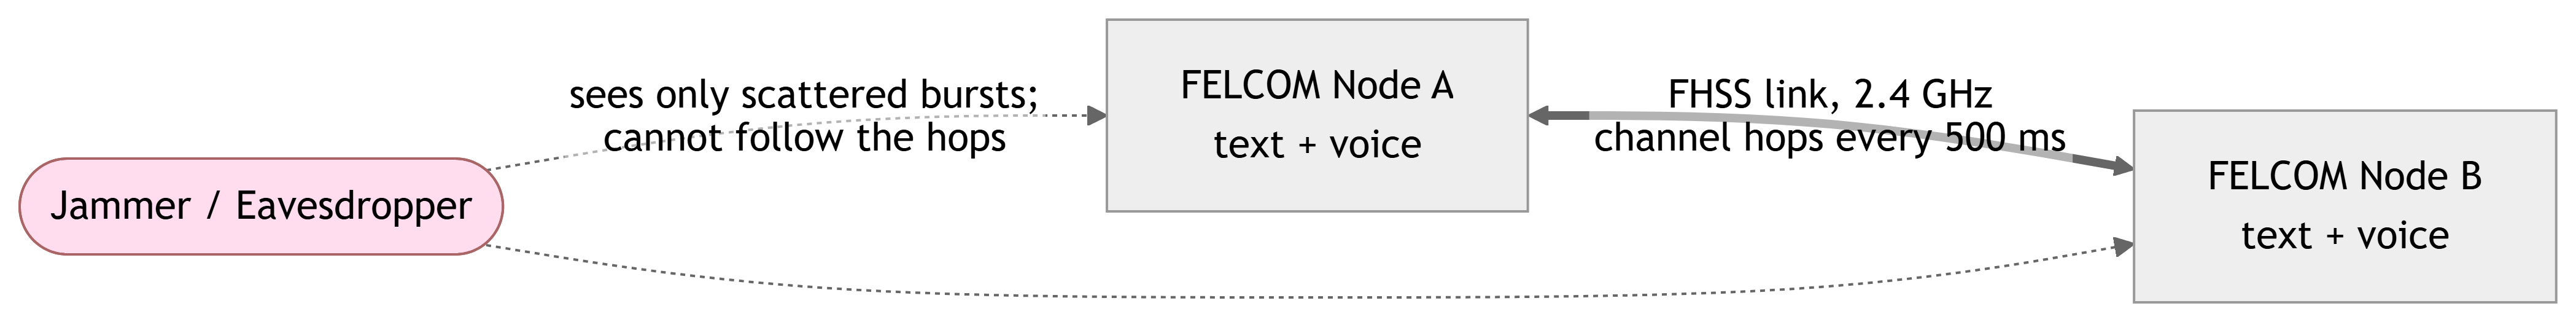 Jammer / Eavesdropper
sees only scattered bursts;
cannot follow the hops
FELCOM Node A
text + voice
FHSS link, 2.4 GHz
channel hops every 500 ms
FELCOM Node B
text + voice